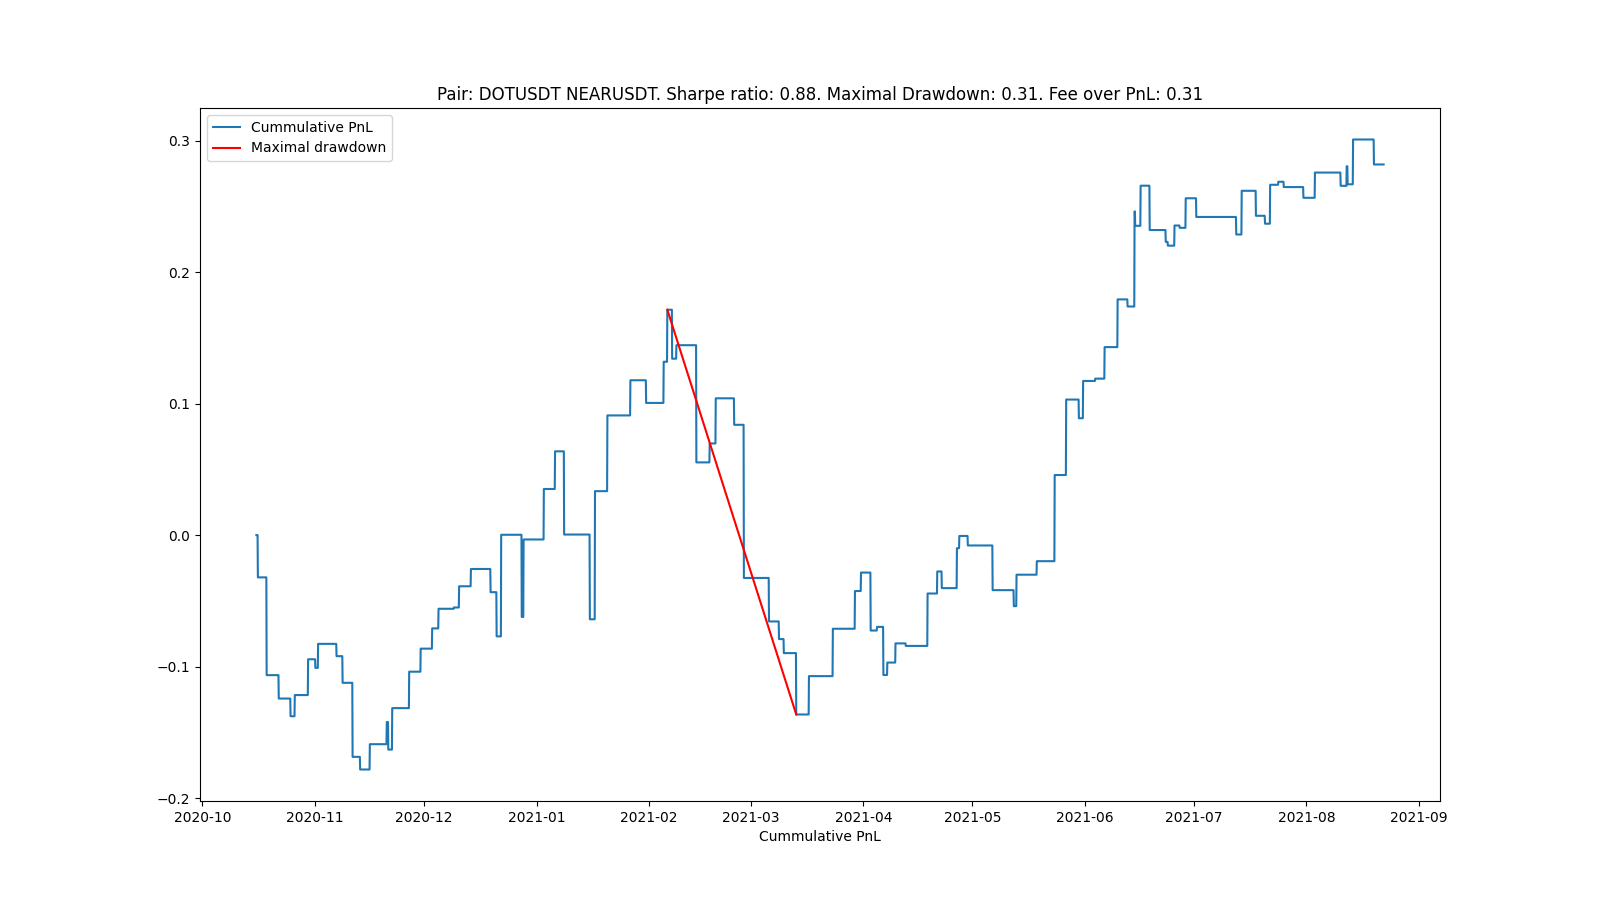 Pair: DOTUSDT NEARUSDT. Sharpe ratio: 0.88. Maximal Drawdown: 0.31. Fee over PnL: 0.31
Cummulative PnL
Maximal drawdown
0.3
0.2
0.1
0.0
−0.1
−0.2
2020-10 2020-11 2020-12 2021-01 2021-02 2021-03 2021-04 2021-05 2021-06 2021-07 2021-08 2021-09
Cummulative PnL